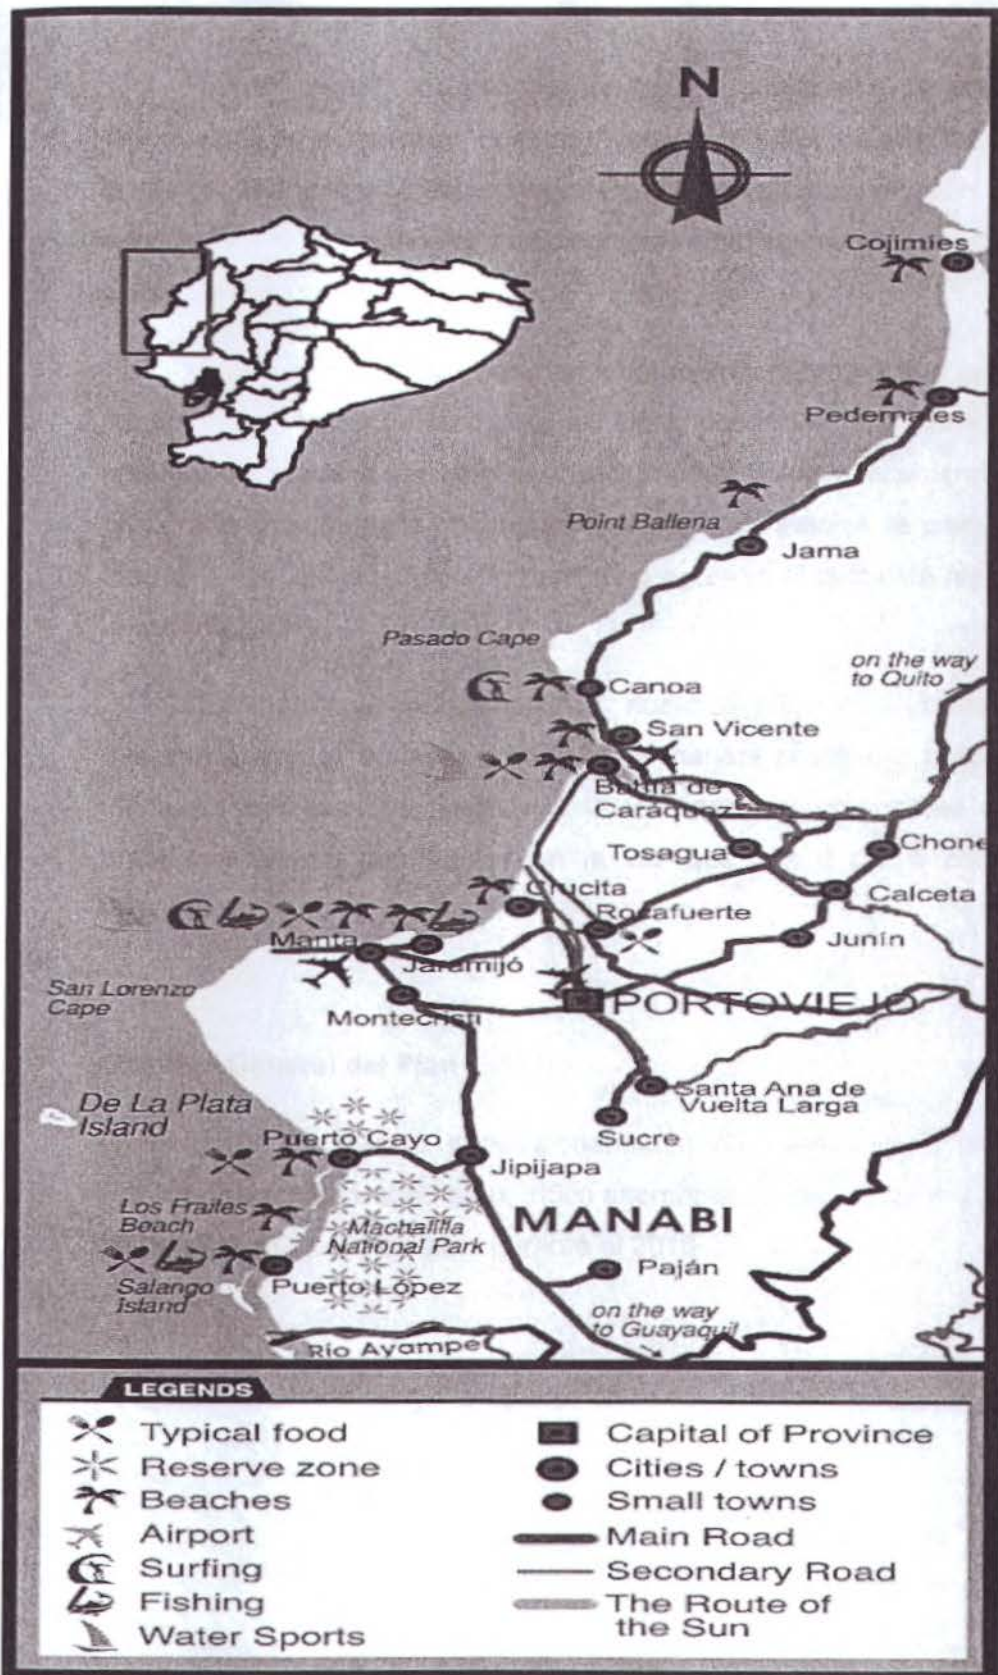 N
Cojimíes
Pedernales
Point Ballena
Jama
Pasado Cape
on the way
to Quito
Canoa
San Vicente
Bahía de
Caráquez
Tosagua
Chone
Crucita
Calceta
Rocafuerte
Manta
Junín
Jaramijó
San Lorenzo
Cape
PORTOVIEJO
Montecristi
De La Plata
Island
Santa Ana de
Vuelta Larga
Sucre
Puerto Cayo
Jipijapa
Los Frailes
Beach
Machalilla
National Park
MANABI
Salango
Island
Puerto López
Paján
on the way
to Guayaquil
Río Ayampe
LEGENDS
Typical food
Reserve zone
Beaches
Airport
Surfing
Fishing
Water Sports
Capital of Province
Cities / towns
Small towns
Main Road
Secondary Road
The Route of
the Sun